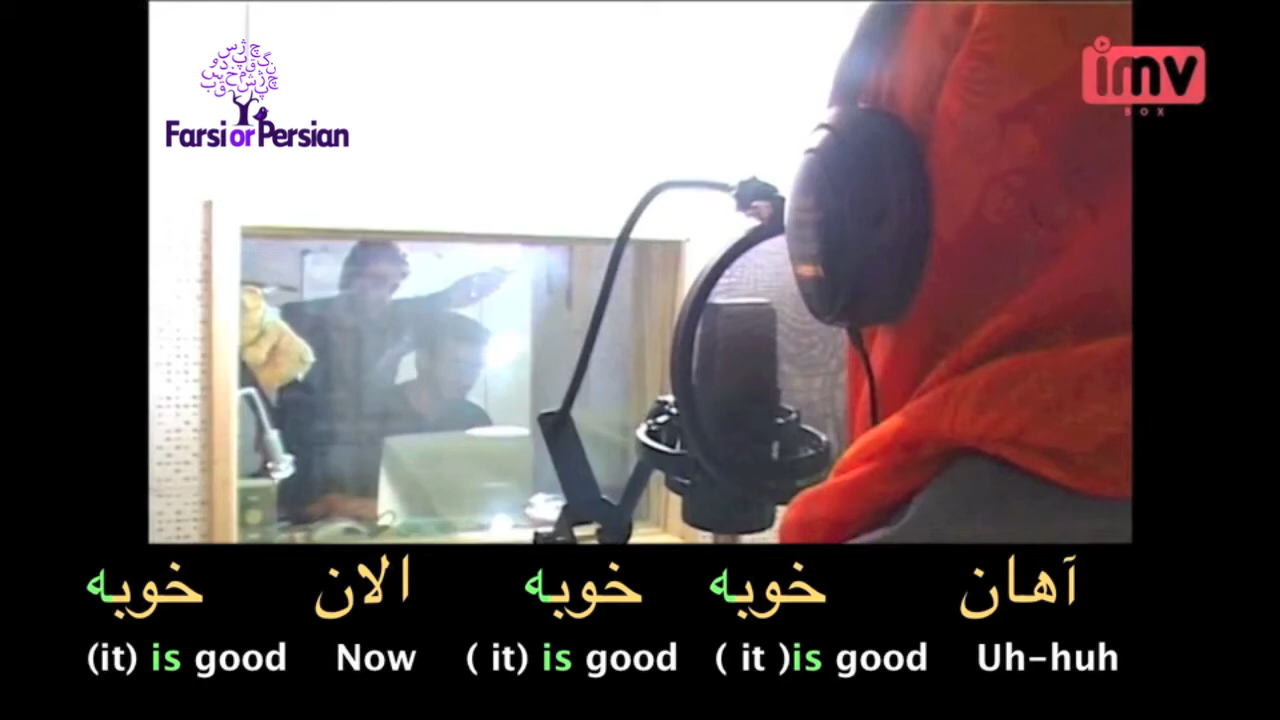 Farsi or Persian
imv
BOX
آهان خوبه خوبه الان خوبه
(it) is good Now ( it) is good ( it )is good Uh-huh